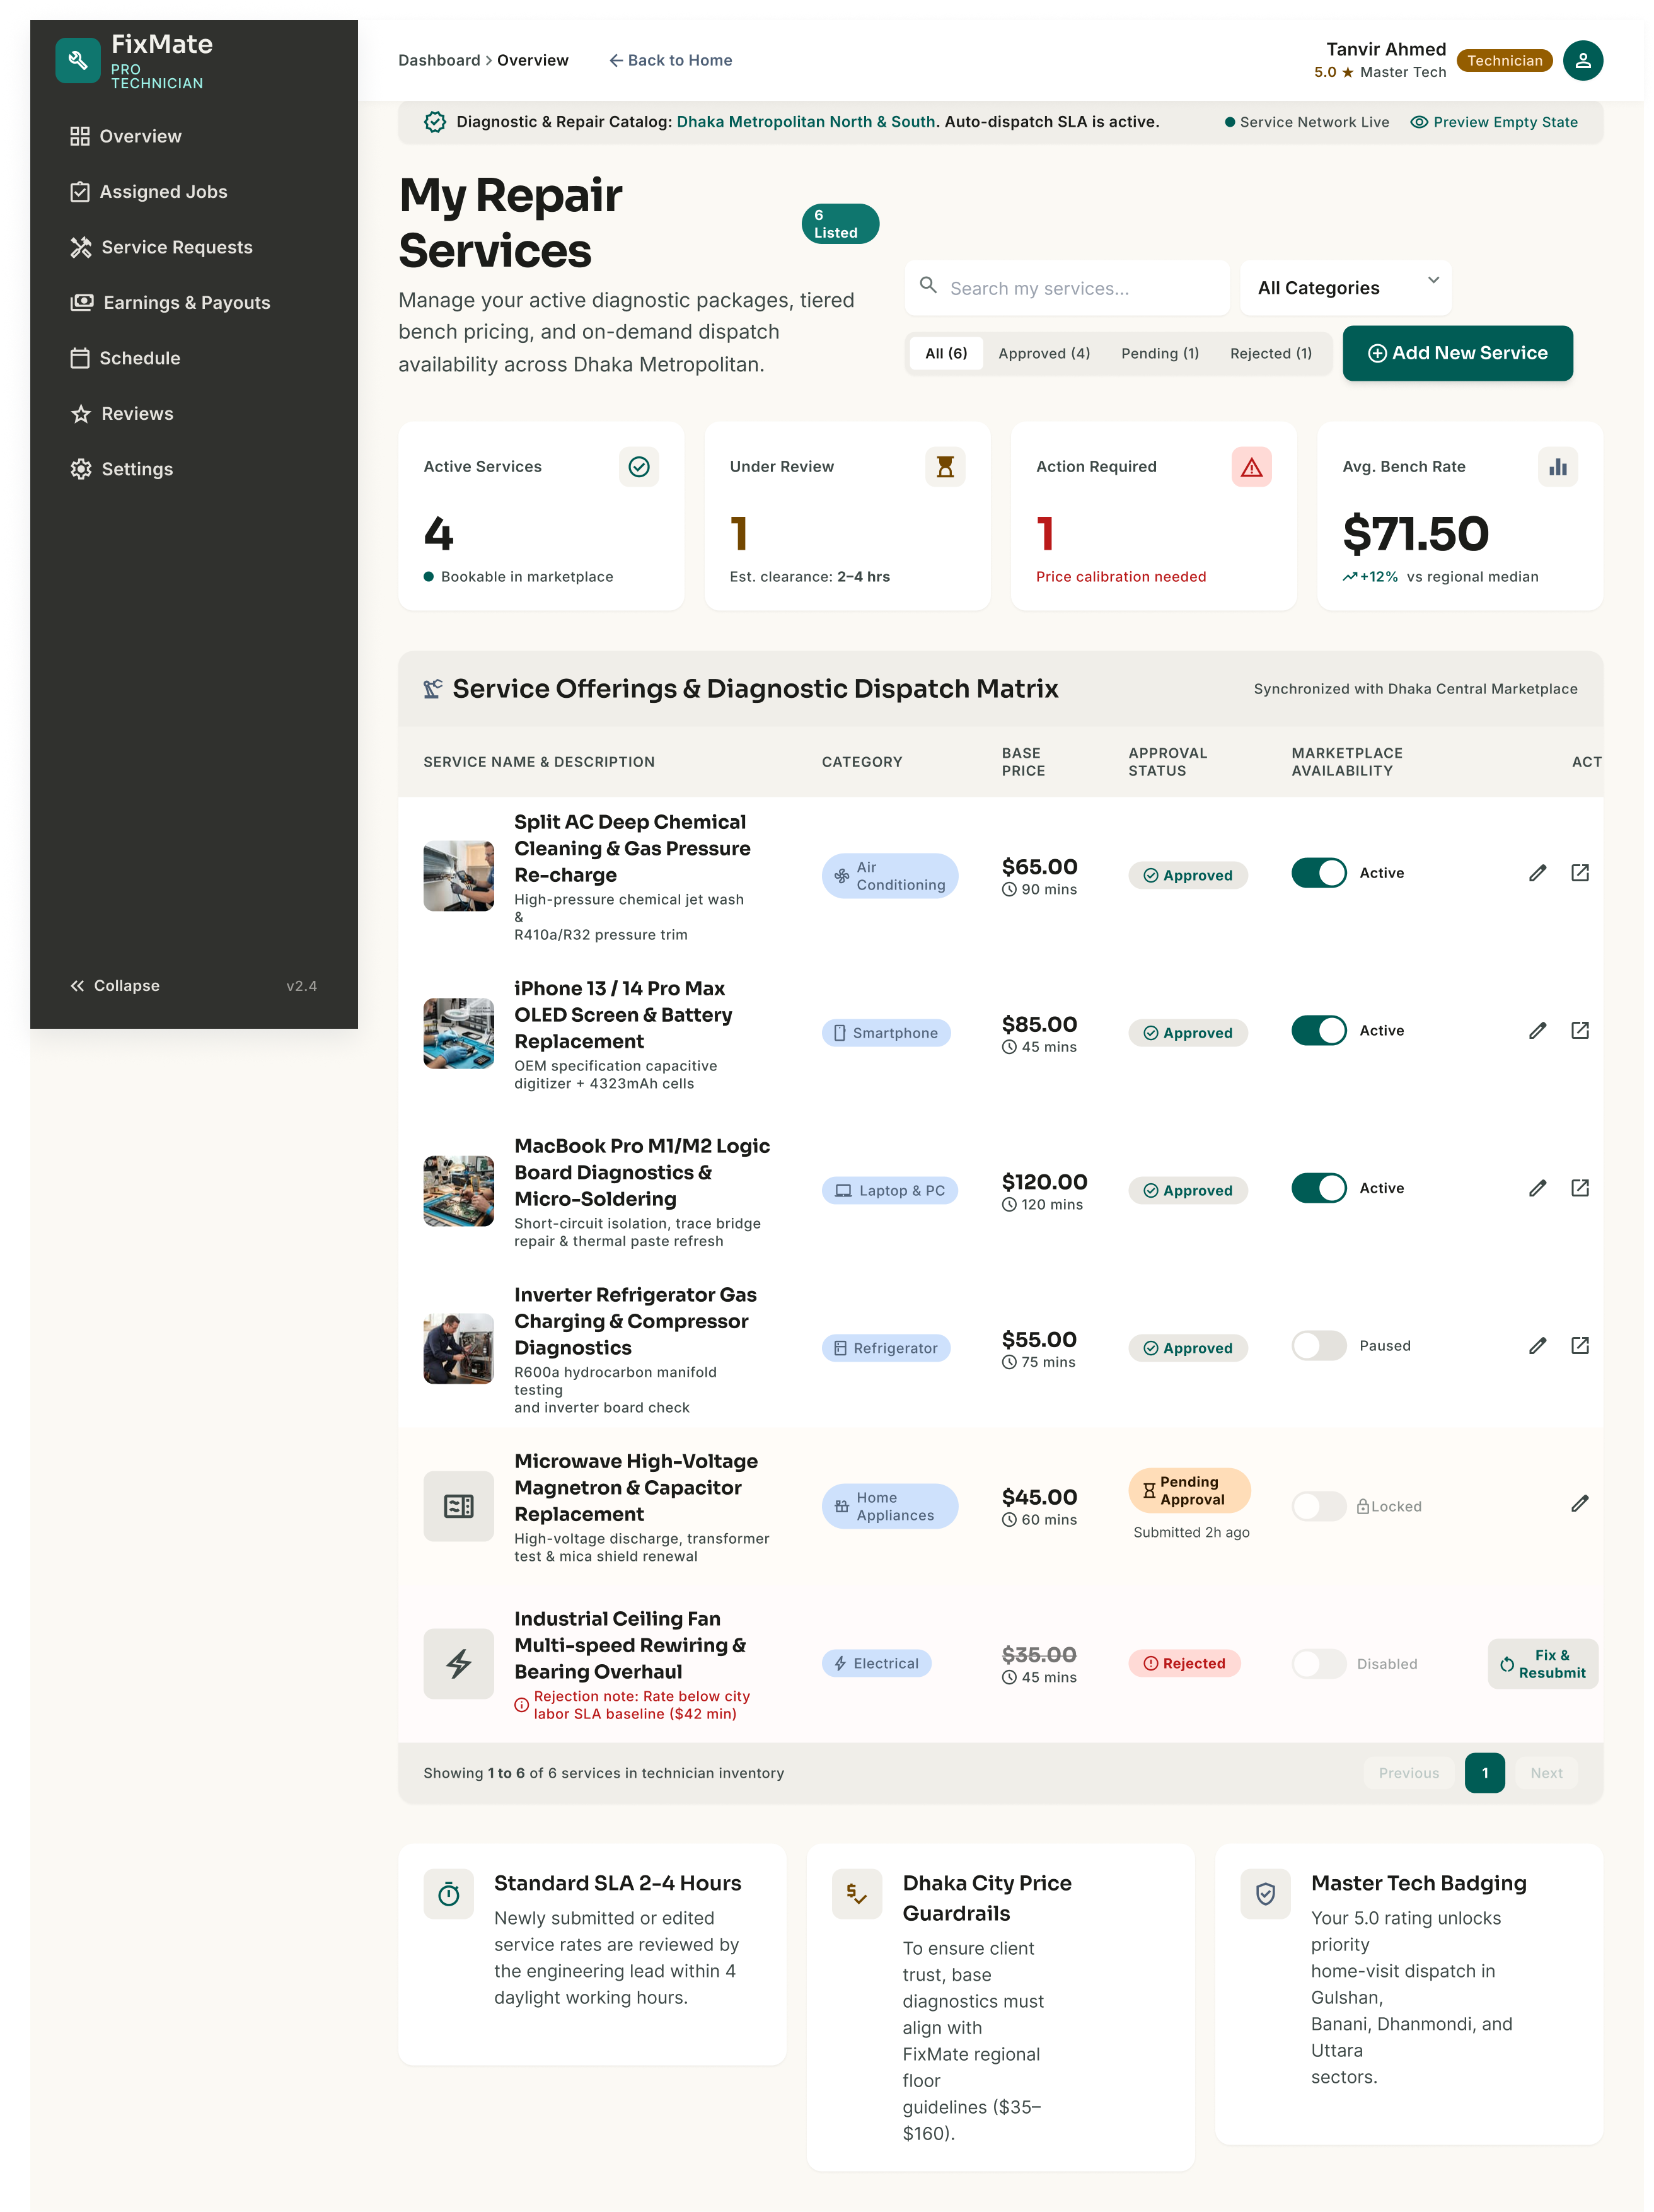 FixMate
PRO
TECHNICIAN
Overview
Assigned Jobs
Service Requests
Earnings & Payouts
Schedule
Reviews
Settings
Collapse
v2.4
Dashboard > Overview
Back to Home
Tanvir Ahmed
5.0 ★ Master Tech
Technician
Diagnostic & Repair Catalog: Dhaka Metropolitan North & South. Auto-dispatch SLA is active.
Service Network Live
Preview Empty State
My Repair
Services
6
Listed
Manage your active diagnostic packages, tiered
bench pricing, and on-demand dispatch
availability across Dhaka Metropolitan.
Search my services...
All Categories
All (6)
Approved (4)
Pending (1)
Rejected (1)
Add New Service
Active Services
4
Bookable in marketplace
Under Review
1
Est. clearance: 2–4 hrs
Action Required
1
Price calibration needed
Avg. Bench Rate
$71.50
+12% vs regional median
Service Offerings & Diagnostic Dispatch Matrix
Synchronized with Dhaka Central Marketplace
SERVICE NAME & DESCRIPTION
CATEGORY
BASE
PRICE
APPROVAL
STATUS
MARKETPLACE
AVAILABILITY
ACT
Split AC Deep Chemical
Cleaning & Gas Pressure
Re-charge
High-pressure chemical jet wash
&
R410a/R32 pressure trim
Air
Conditioning
$65.00
90 mins
Approved
Active
iPhone 13 / 14 Pro Max
OLED Screen & Battery
Replacement
OEM specification capacitive
digitizer + 4323mAh cells
Smartphone
$85.00
45 mins
Approved
Active
MacBook Pro M1/M2 Logic
Board Diagnostics &
Micro-Soldering
Short-circuit isolation, trace bridge
repair & thermal paste refresh
Laptop & PC
$120.00
120 mins
Approved
Active
Inverter Refrigerator Gas
Charging & Compressor
Diagnostics
R600a hydrocarbon manifold
testing
and inverter board check
Refrigerator
$55.00
75 mins
Approved
Paused
Microwave High-Voltage
Magnetron & Capacitor
Replacement
High-voltage discharge, transformer
test & mica shield renewal
Home
Appliances
$45.00
60 mins
Pending
Approval
Submitted 2h ago
Locked
Industrial Ceiling Fan
Multi-speed Rewiring &
Bearing Overhaul
Rejection note: Rate below city
labor SLA baseline ($42 min)
Electrical
$35.00
45 mins
Rejected
Disabled
Fix &
Resubmit
Showing 1 to 6 of 6 services in technician inventory
Previous
1
Next
Standard SLA 2–4 Hours
Newly submitted or edited
service rates are reviewed by
the engineering lead within 4
daylight working hours.
Dhaka City Price
Guardrails
To ensure client
trust, base
diagnostics must
align with
FixMate regional
floor
guidelines ($35–
$160).
Master Tech Badging
Your 5.0 rating unlocks
priority
home-visit dispatch in
Gulshan,
Banani, Dhanmondi, and
Uttara
sectors.